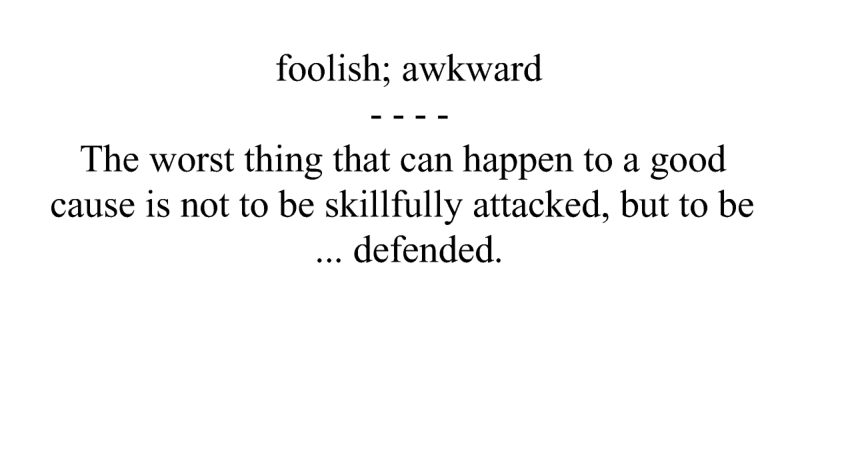 foolish; awkward
- - - -
The worst thing that can happen to a good
cause is not to be skillfully attacked, but to be
... defended.